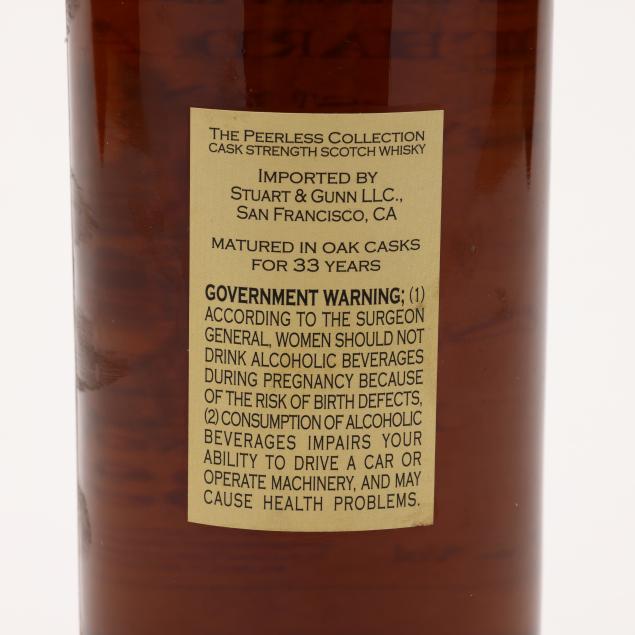 THE PEERLESS COLLECTION
CASK STRENGTH SCOTCH WHISKY
IMPORTED BY
STUART & GUNN LLC.,
SAN FRANCISCO, CA
MATURED IN OAK CASKS
FOR 33 YEARS
GOVERNMENT WARNING; (1)
ACCORDING TO THE SURGEON
GENERAL, WOMEN SHOULD NOT
DRINK ALCOHOLIC BEVERAGES
DURING PREGNANCY BECAUSE
OF THE RISK OF BIRTH DEFECTS,
(2) CONSUMPTION OF ALCOHOLIC
BEVERAGES IMPAIRS YOUR
ABILITY TO DRIVE A CAR OR
OPERATE MACHINERY, AND MAY
CAUSE HEALTH PROBLEMS.